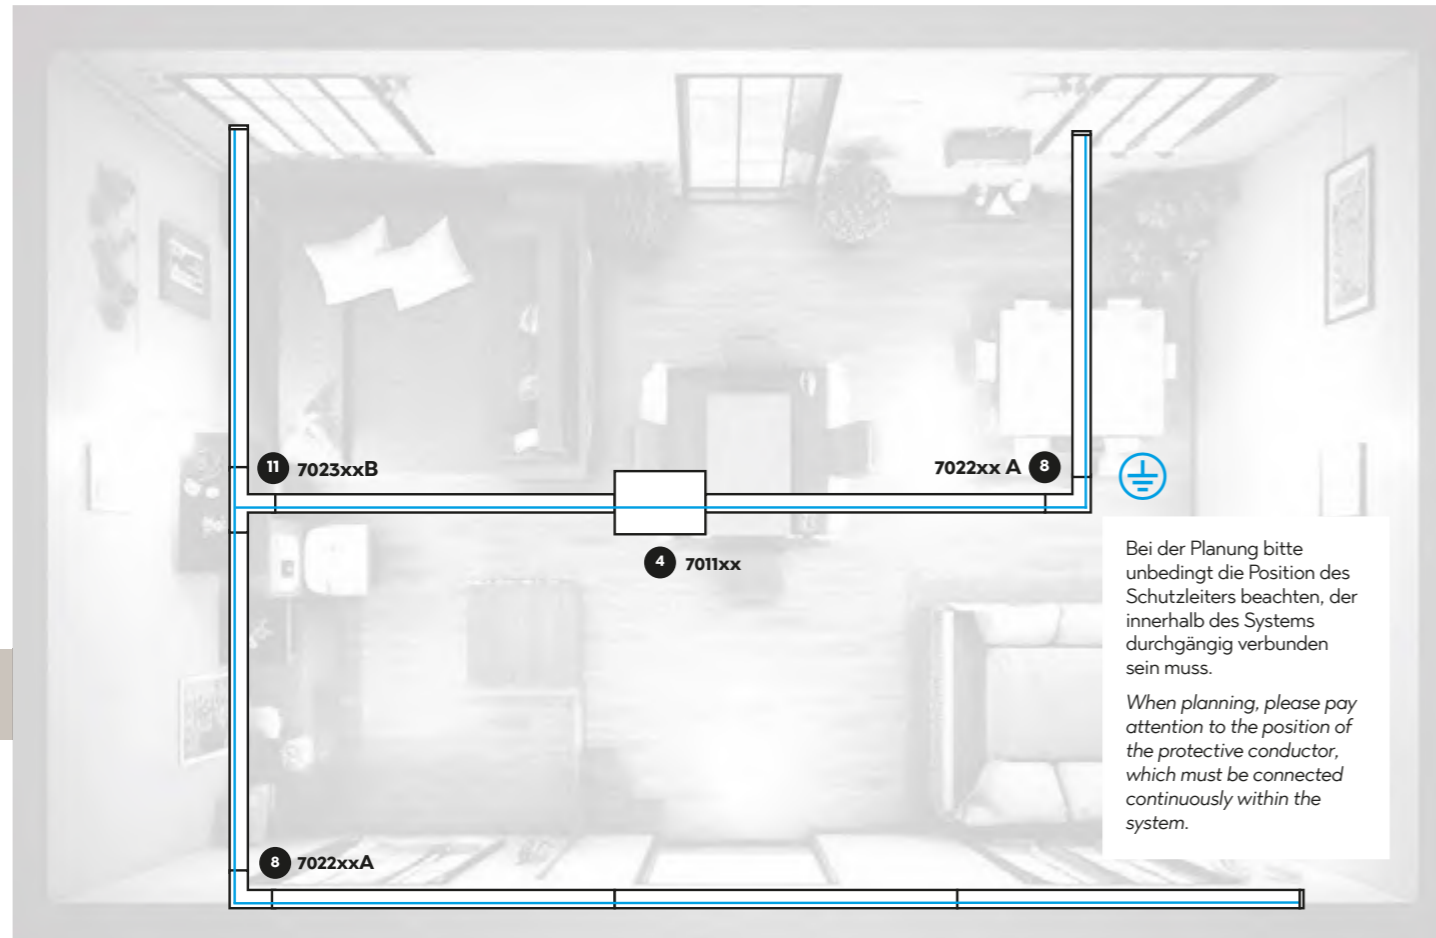 11 7023xxB
7022xx A 8
4 7011xx
Bei der Planung bitte
unbedingt die Position des
Schutzleiters beachten, der
innerhalb des Systems
durchgängig verbunden
sein muss.
When planning, please pay
attention to the position of
the protective conductor,
which must be connected
continuously within the
system.
8 7022xxA